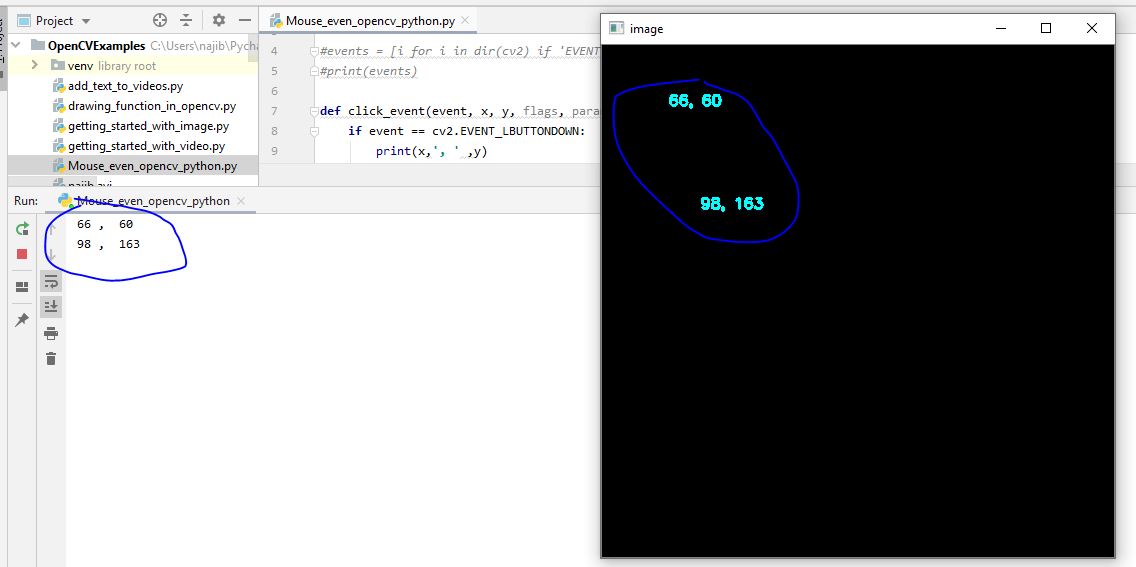 Project
OpenCVExamples C:\Users\najib\Pycha
venv library root
add_text_to_videos.py
drawing_function_in_opencv.py
getting_started_with_image.py
getting_started_with_video.py
Mouse_even_opencv_python.py
najib.avi
Mouse_even_opencv_python.py
4 #events = [i for i in dir(cv2) if 'EVENT
5 #print(events)
6
7 def click_event(event, x, y, flags, para
8 if event == cv2.EVENT_LBUTTONDOWN:
9 print(x,', ' ,y)
Run: Mouse_even_opencv_python
66 , 60
98 , 163
image
66, 60
98, 163